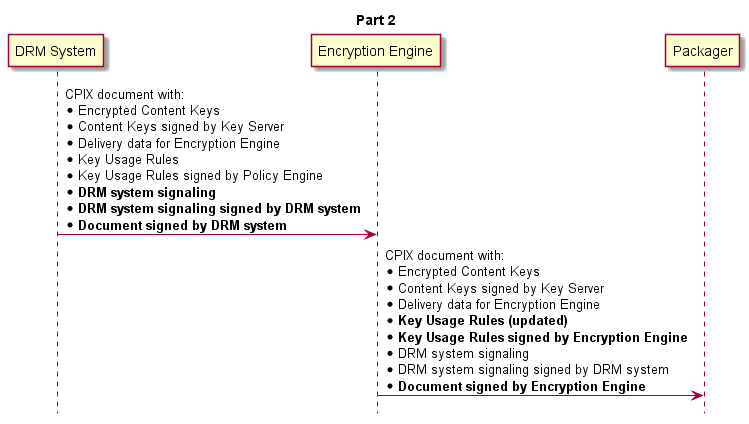 Part 2
DRM System
Encryption Engine
Packager
CPIX document with:
• Encrypted Content Keys
• Content Keys signed by Key Server
• Delivery data for Encryption Engine
• Key Usage Rules
• Key Usage Rules signed by Policy Engine
• DRM system signaling
• DRM system signaling signed by DRM system
• Document signed by DRM system
CPIX document with:
• Encrypted Content Keys
• Content Keys signed by Key Server
• Delivery data for Encryption Engine
• Key Usage Rules (updated)
• Key Usage Rules signed by Encryption Engine
• DRM system signaling
• DRM system signaling signed by DRM system
• Document signed by Encryption Engine